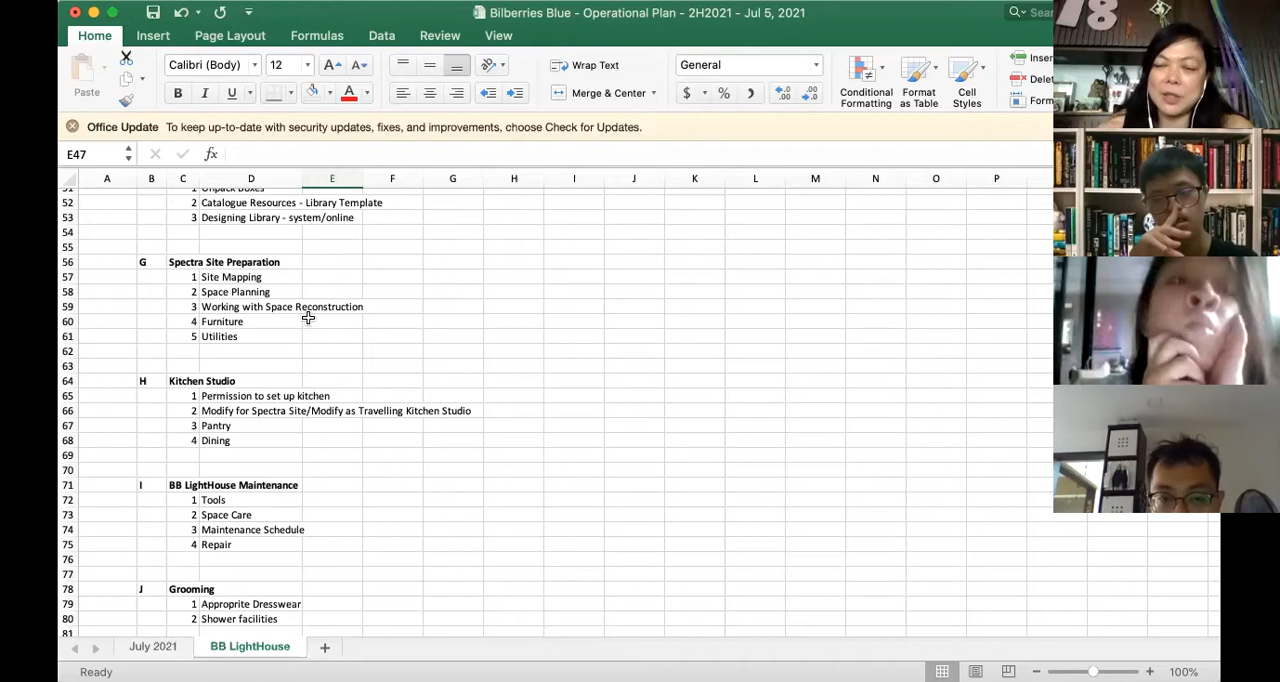 Bilberries Blue - Operational Plan - 2H2021 - Jul 5, 2021
Home Insert Page Layout Formulas Data Review View
Paste
Calibri (Body) 12
Wrap Text
General
B I U
Merge & Center
$ %
Conditional Formatting
Format as Table
Cell Styles
Office Update To keep up-to-date with security updates, fixes, and improvements, choose Check for Updates.
E47 fx
A B C D E F G H I J K L M N O P
51 1 Unpack Boxes
52 2 Catalogue Resources - Library Template
53 3 Designing Library - system/online
54
55
56 G Spectra Site Preparation
57 1 Site Mapping
58 2 Space Planning
59 3 Working with Space Reconstruction
60 4 Furniture
61 5 Utilities
62
63
64 H Kitchen Studio
65 1 Permission to set up kitchen
66 2 Modify for Spectra Site/Modify as Travelling Kitchen Studio
67 3 Pantry
68 4 Dining
69
70
71 I BB LightHouse Maintenance
72 1 Tools
73 2 Space Care
74 3 Maintenance Schedule
75 4 Repair
76
77
78 J Grooming
79 1 Approprite Dresswear
80 2 Shower facilities
81
July 2021 BB LightHouse +
Ready 100%
78